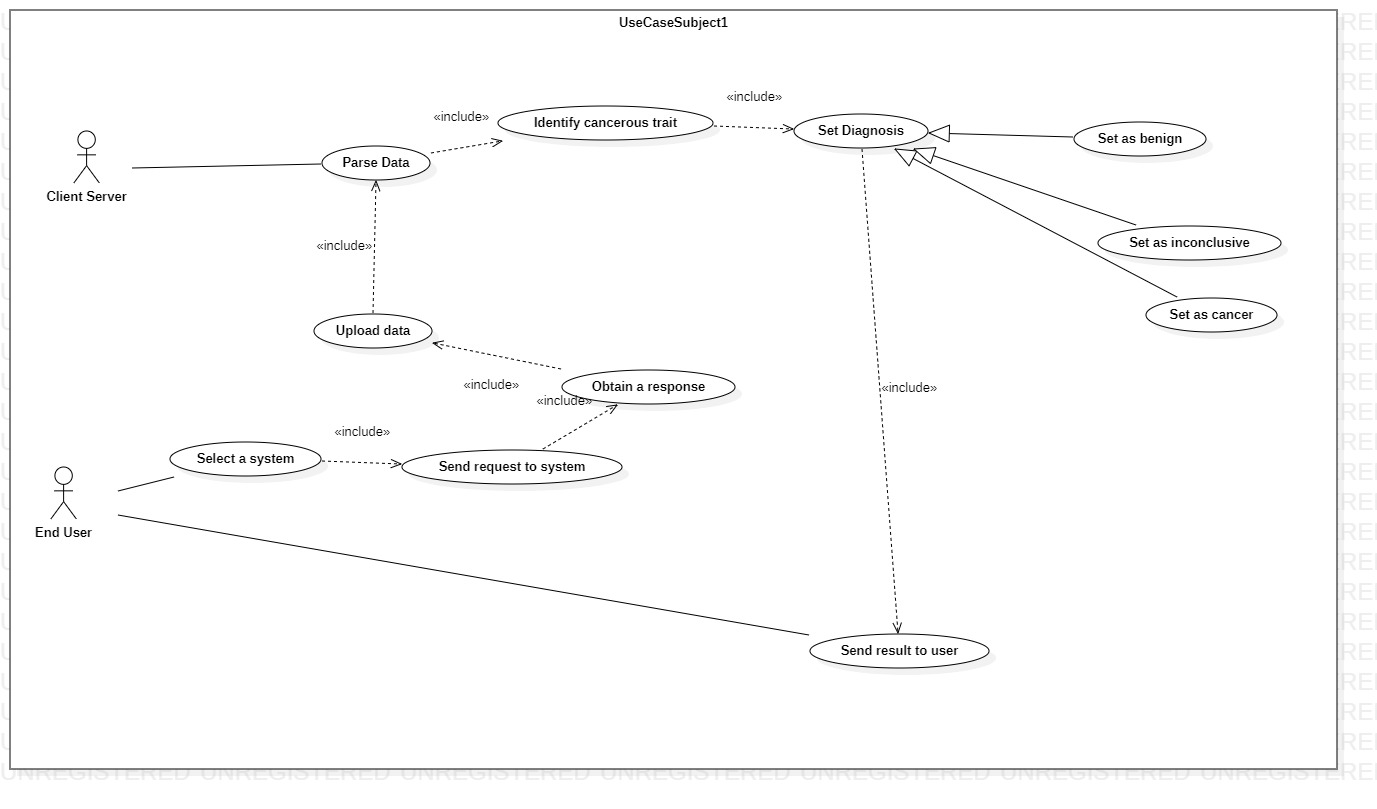 UseCaseSubject1
«include»
«include»
Identify cancerous trait
Set Diagnosis
Set as benign
Parse Data
Client Server
«include»
Set as inconclusive
Set as cancer
Upload data
«include»
Obtain a response
«include»
«include»
«include»
Select a system
Send request to system
End User
Send result to user
UNREGISTERED UNREGISTERED UNREGISTERED UNREGISTERED UNREGISTERED UNREGISTERED UNREGISTERED